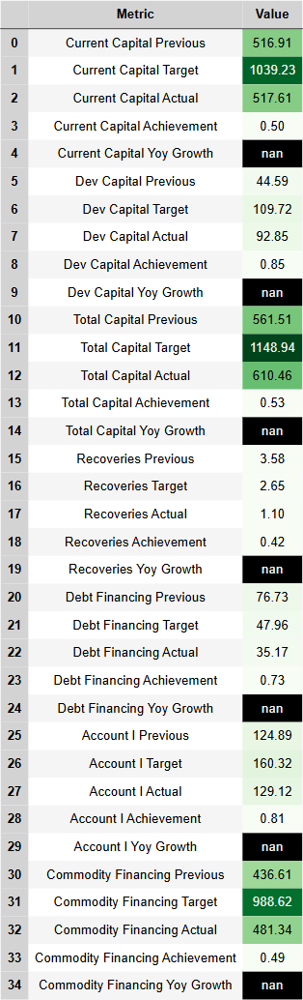 Metric Value
0 Current Capital Previous 516.91
1 Current Capital Target 1039.23
2 Current Capital Actual 517.61
3 Current Capital Achievement 0.50
4 Current Capital Yoy Growth nan
5 Dev Capital Previous 44.59
6 Dev Capital Target 109.72
7 Dev Capital Actual 92.85
8 Dev Capital Achievement 0.85
9 Dev Capital Yoy Growth nan
10 Total Capital Previous 561.51
11 Total Capital Target 1148.94
12 Total Capital Actual 610.46
13 Total Capital Achievement 0.53
14 Total Capital Yoy Growth nan
15 Recoveries Previous 3.58
16 Recoveries Target 2.65
17 Recoveries Actual 1.10
18 Recoveries Achievement 0.42
19 Recoveries Yoy Growth nan
20 Debt Financing Previous 76.73
21 Debt Financing Target 47.96
22 Debt Financing Actual 35.17
23 Debt Financing Achievement 0.73
24 Debt Financing Yoy Growth nan
25 Account I Previous 124.89
26 Account I Target 160.32
27 Account I Actual 129.12
28 Account I Achievement 0.81
29 Account I Yoy Growth nan
30 Commodity Financing Previous 436.61
31 Commodity Financing Target 988.62
32 Commodity Financing Actual 481.34
33 Commodity Financing Achievement 0.49
34 Commodity Financing Yoy Growth nan